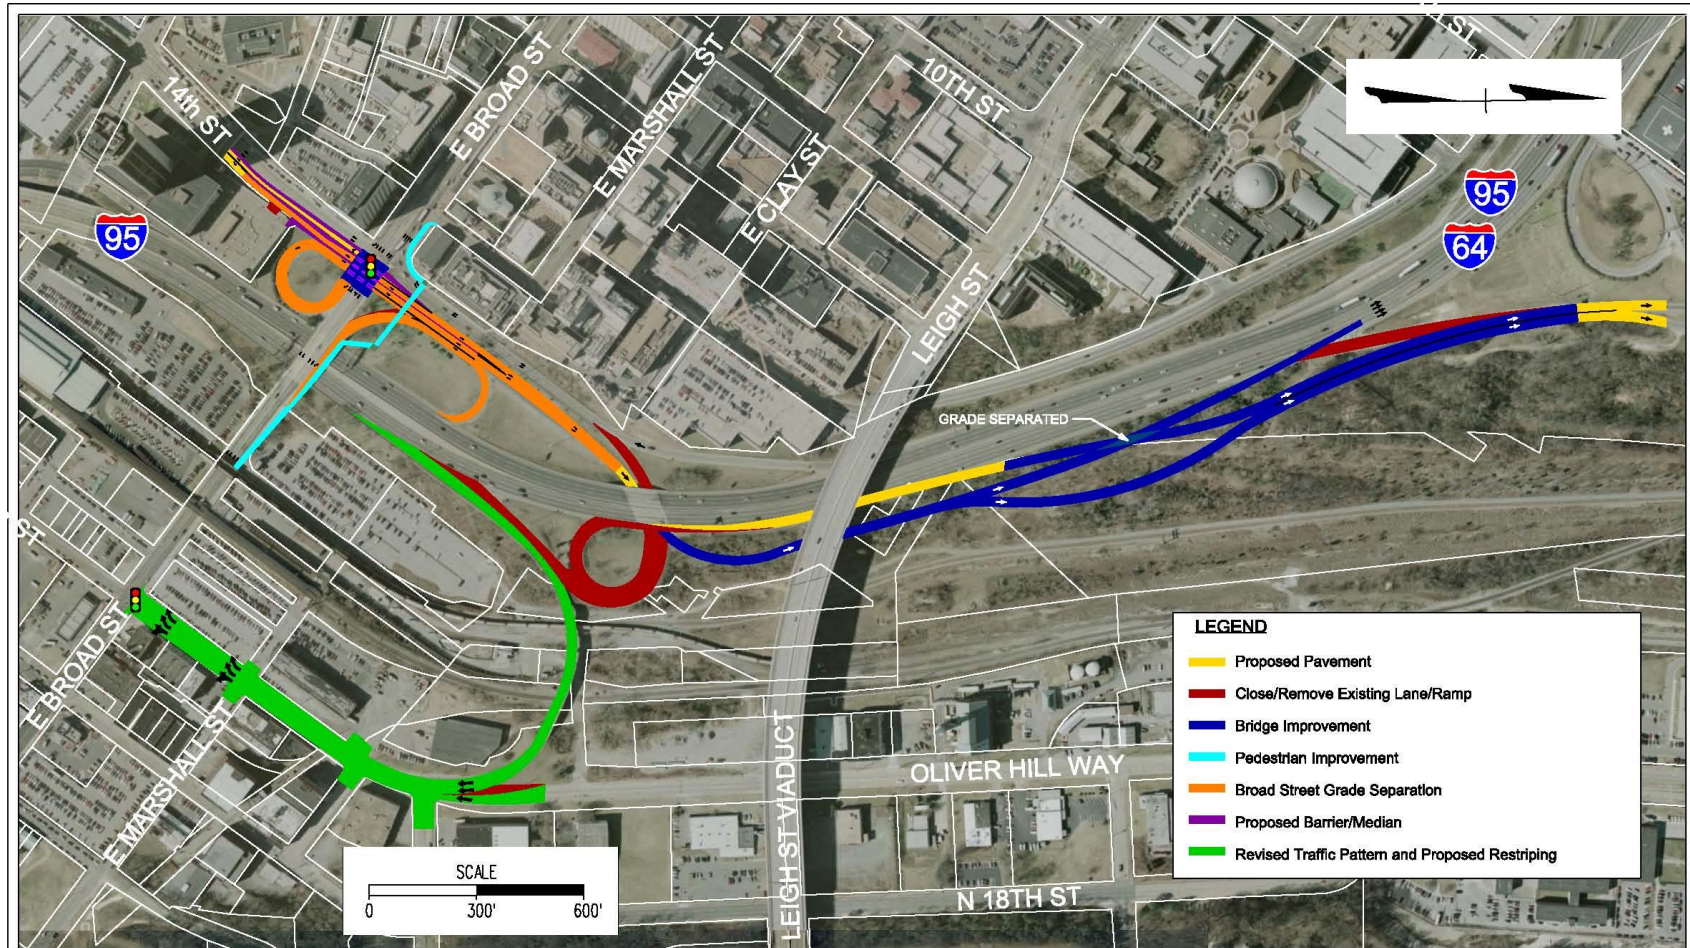 14th ST
E BROAD ST
E MARSHALL ST
10TH ST
E CLAY ST
LEIGH ST
ST
95
95
64
GRADE SEPARATED
ST
E BROAD ST
E MARSHALL ST
LEIGH ST VIADUCT
OLIVER HILL WAY
N 18TH ST
LEGEND
Proposed Pavement
Close/Remove Existing Lane/Ramp
Bridge Improvement
Pedestrian Improvement
Broad Street Grade Separation
Proposed Barrier/Median
Revised Traffic Pattern and Proposed Restriping
SCALE
0 300' 600'